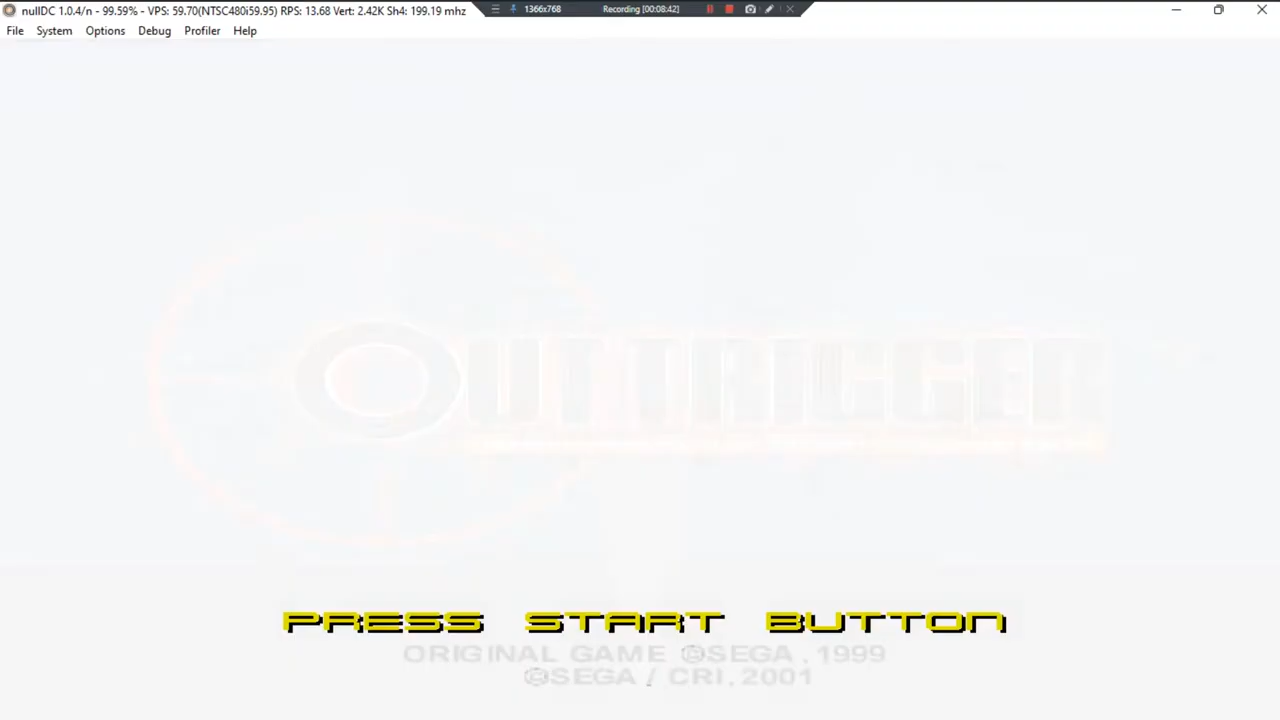 nullDC 1.0.4/n - 99.59% - VPS: 59.70(NTSC480i59.95) RPS: 13.68 Vert: 2.42K Sh4: 199.19 mhz
1366x768
Recording [00:08:42]
File System Options Debug Profiler Help
OUTTRIGGER
PRESS START BUTTON
ORIGINAL GAME ©SEGA,1999
©SEGA / CRI,2001